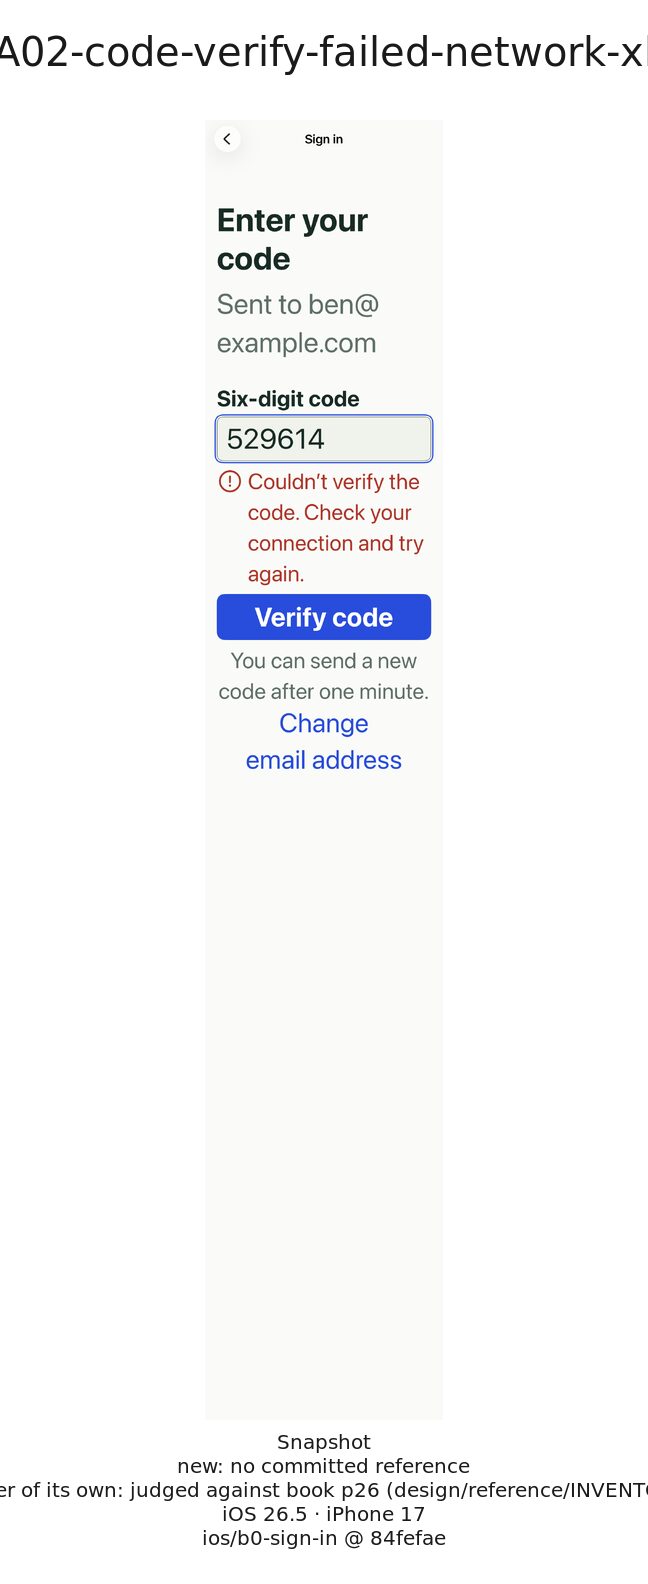 A02-code-verify-failed-network-x
Sign in
Enter your
code
Sent to ben@
example.com
Six-digit code
529614
Couldn’t verify the
code. Check your
connection and try
again.
Verify code
You can send a new
code after one minute.
Change
email address
Snapshot
new: no committed reference
er of its own: judged against book p26 (design/reference/INVENTO
iOS 26.5 · iPhone 17
ios/b0-sign-in @ 84fefae